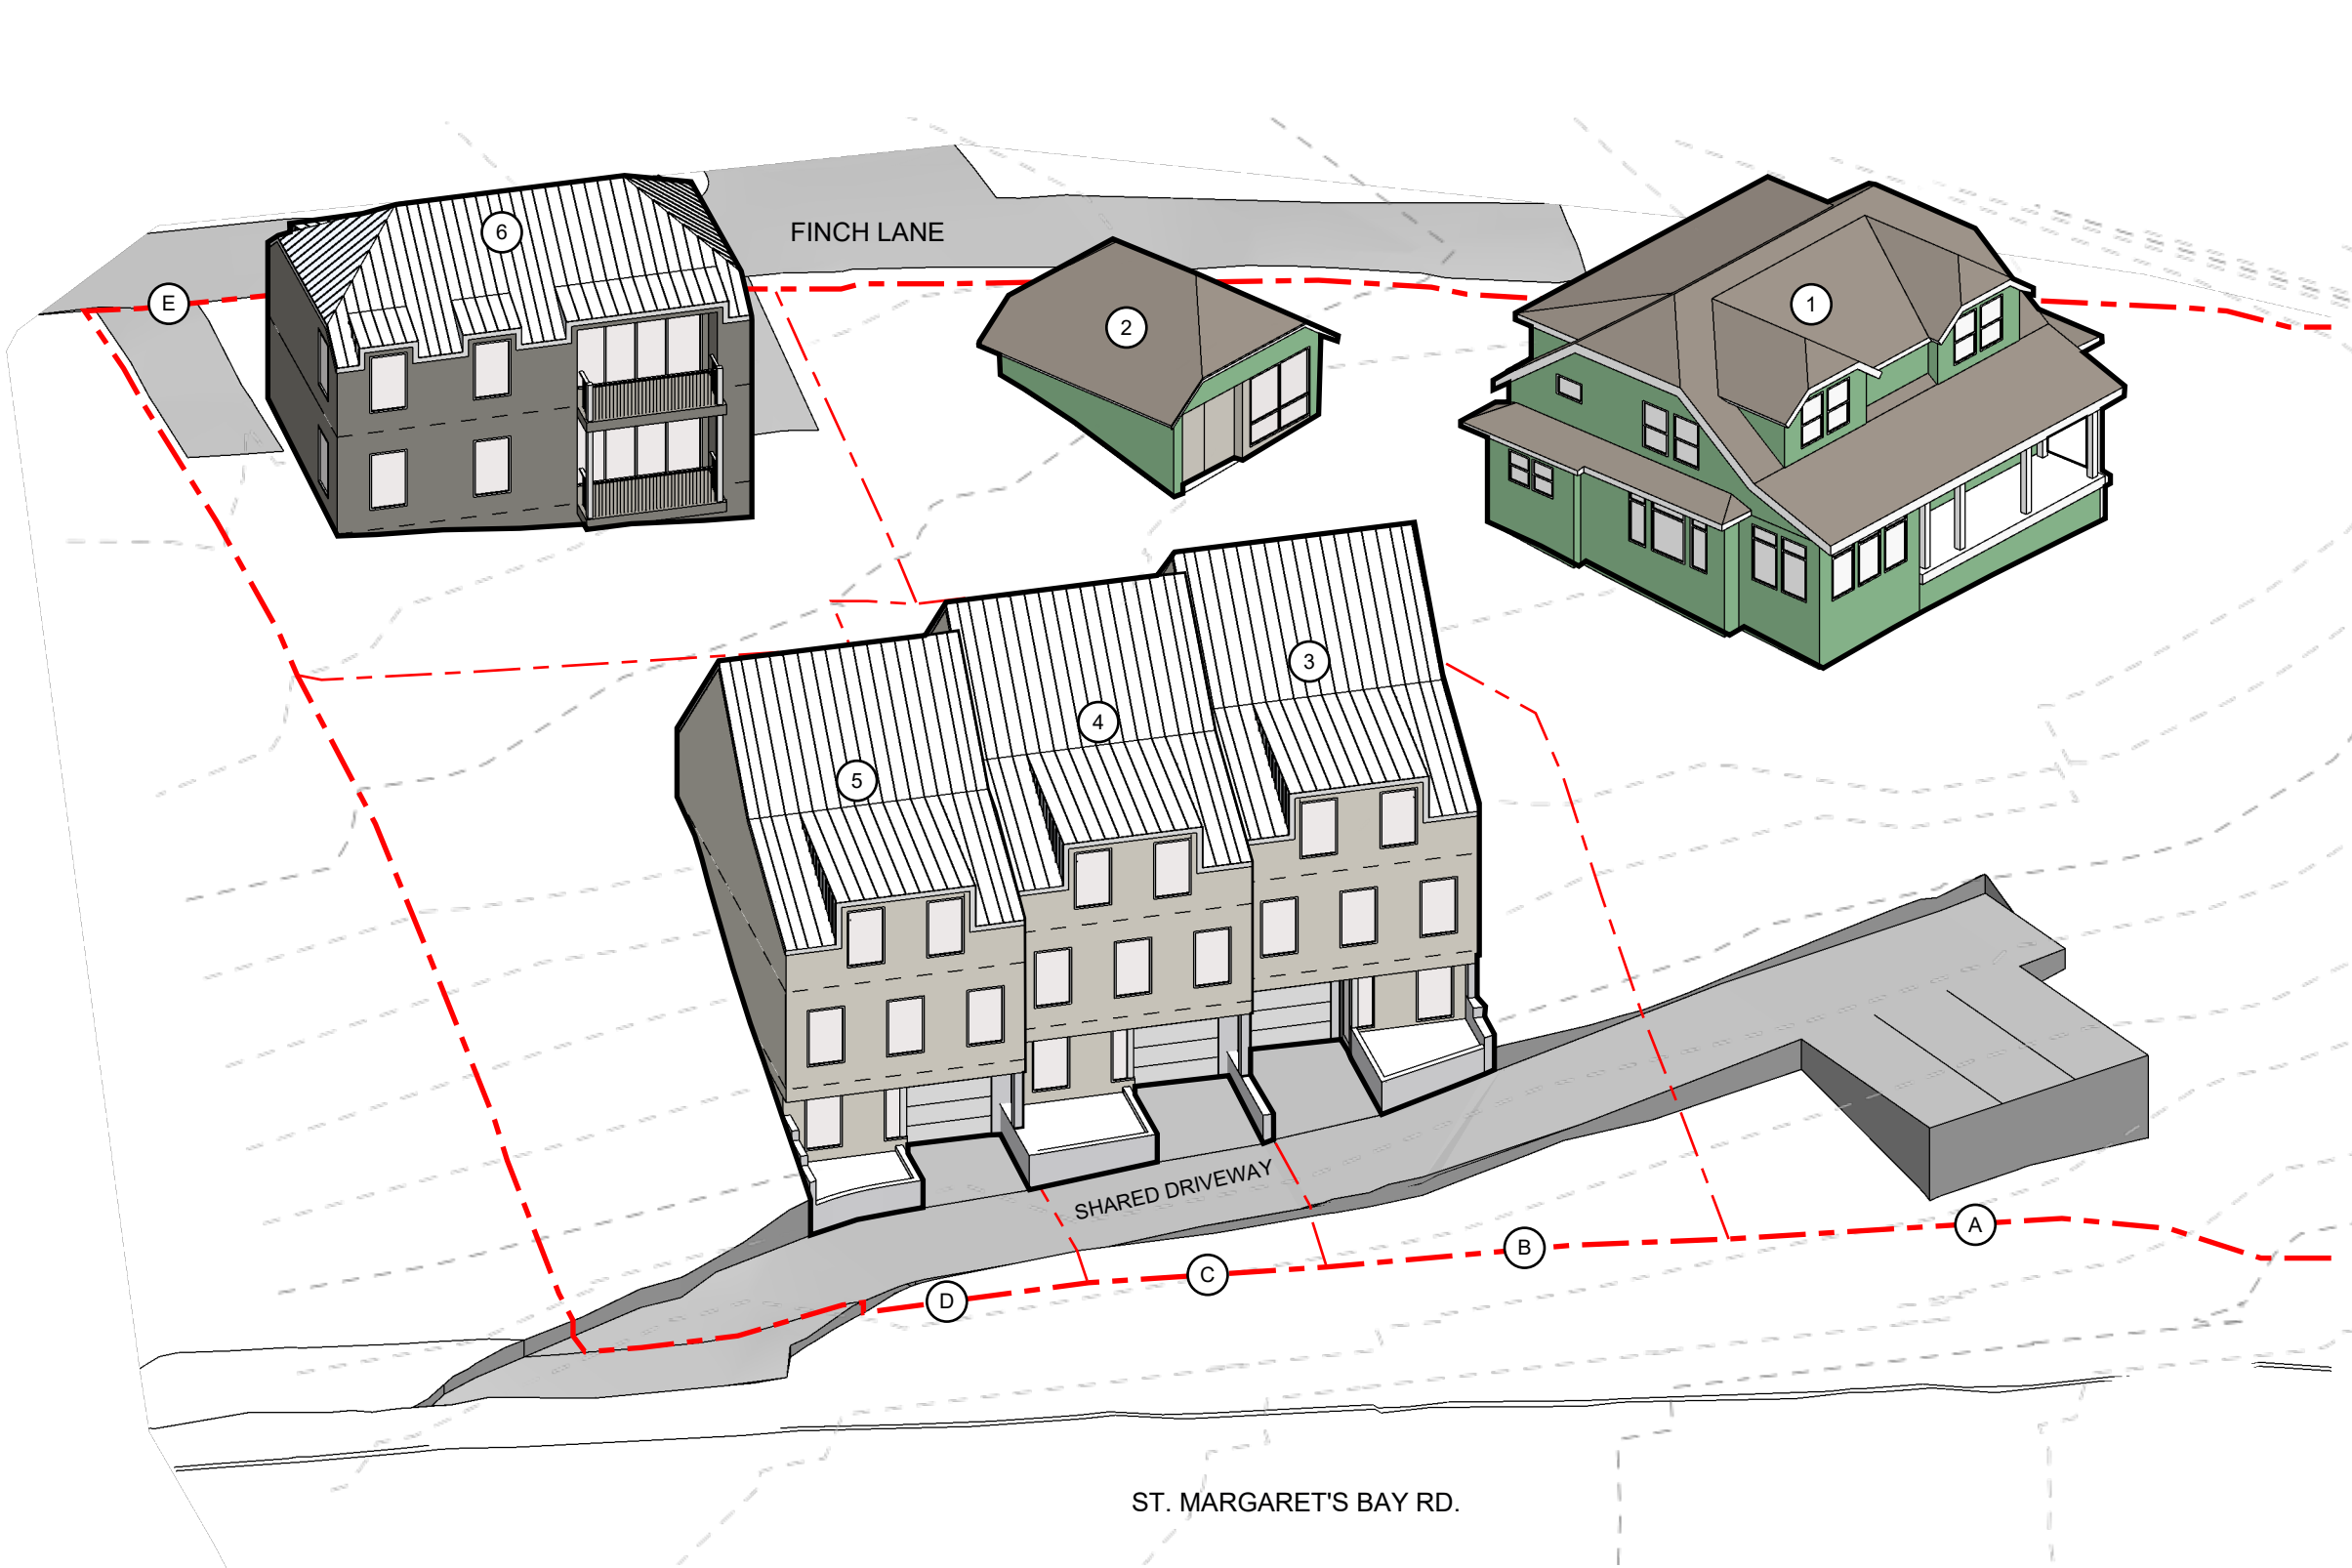 FINCH LANE
6
E
1
2
3
4
5
SHARED DRIVEWAY
A
B
C
D
ST. MARGARET'S BAY RD.